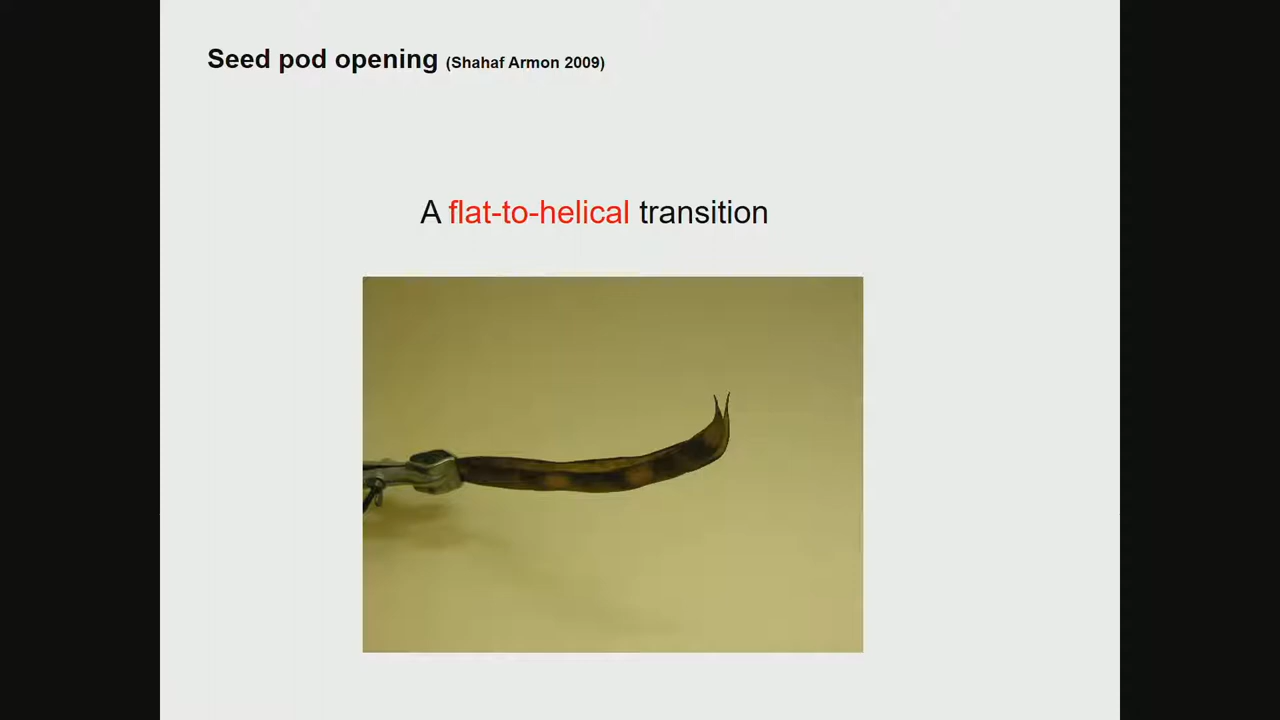 Seed pod opening (Shahaf Armon 2009)
A flat-to-helical transition